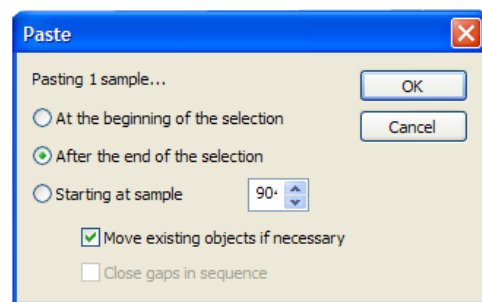 Paste
Pasting 1 sample...
OK
At the beginning of the selection
Cancel
After the end of the selection
Starting at sample
Move existing objects if necessary
Close gaps in sequence